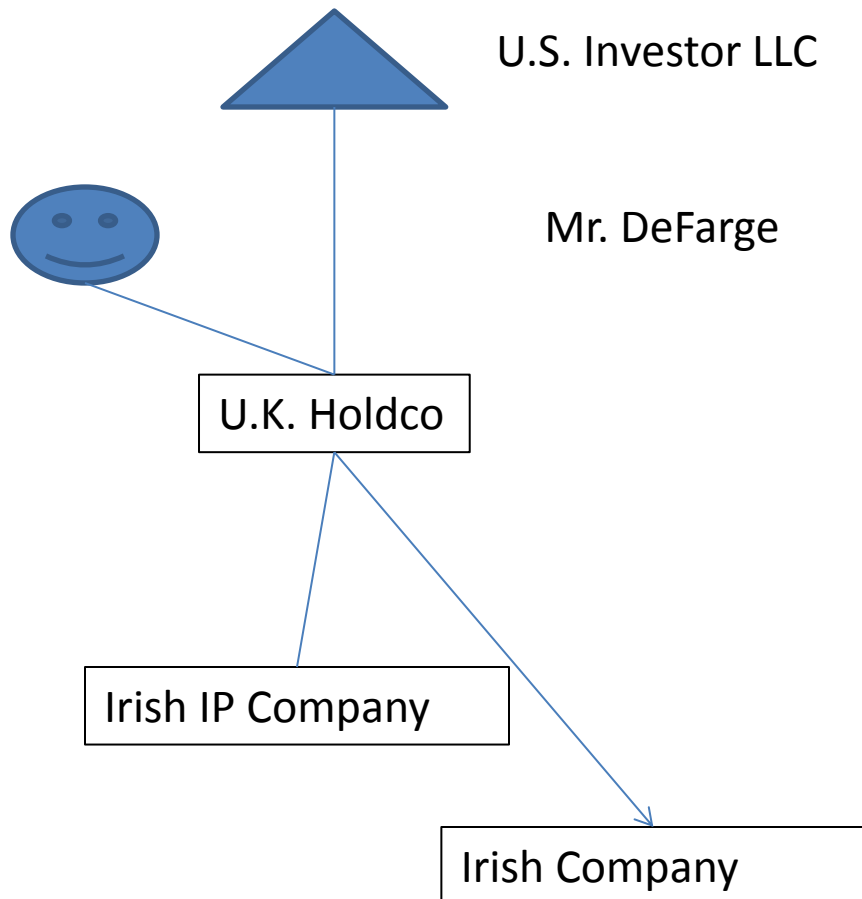 U.S. Investor LLC
Mr. DeFarge
U.K. Holdco
Irish IP Company
Irish Company